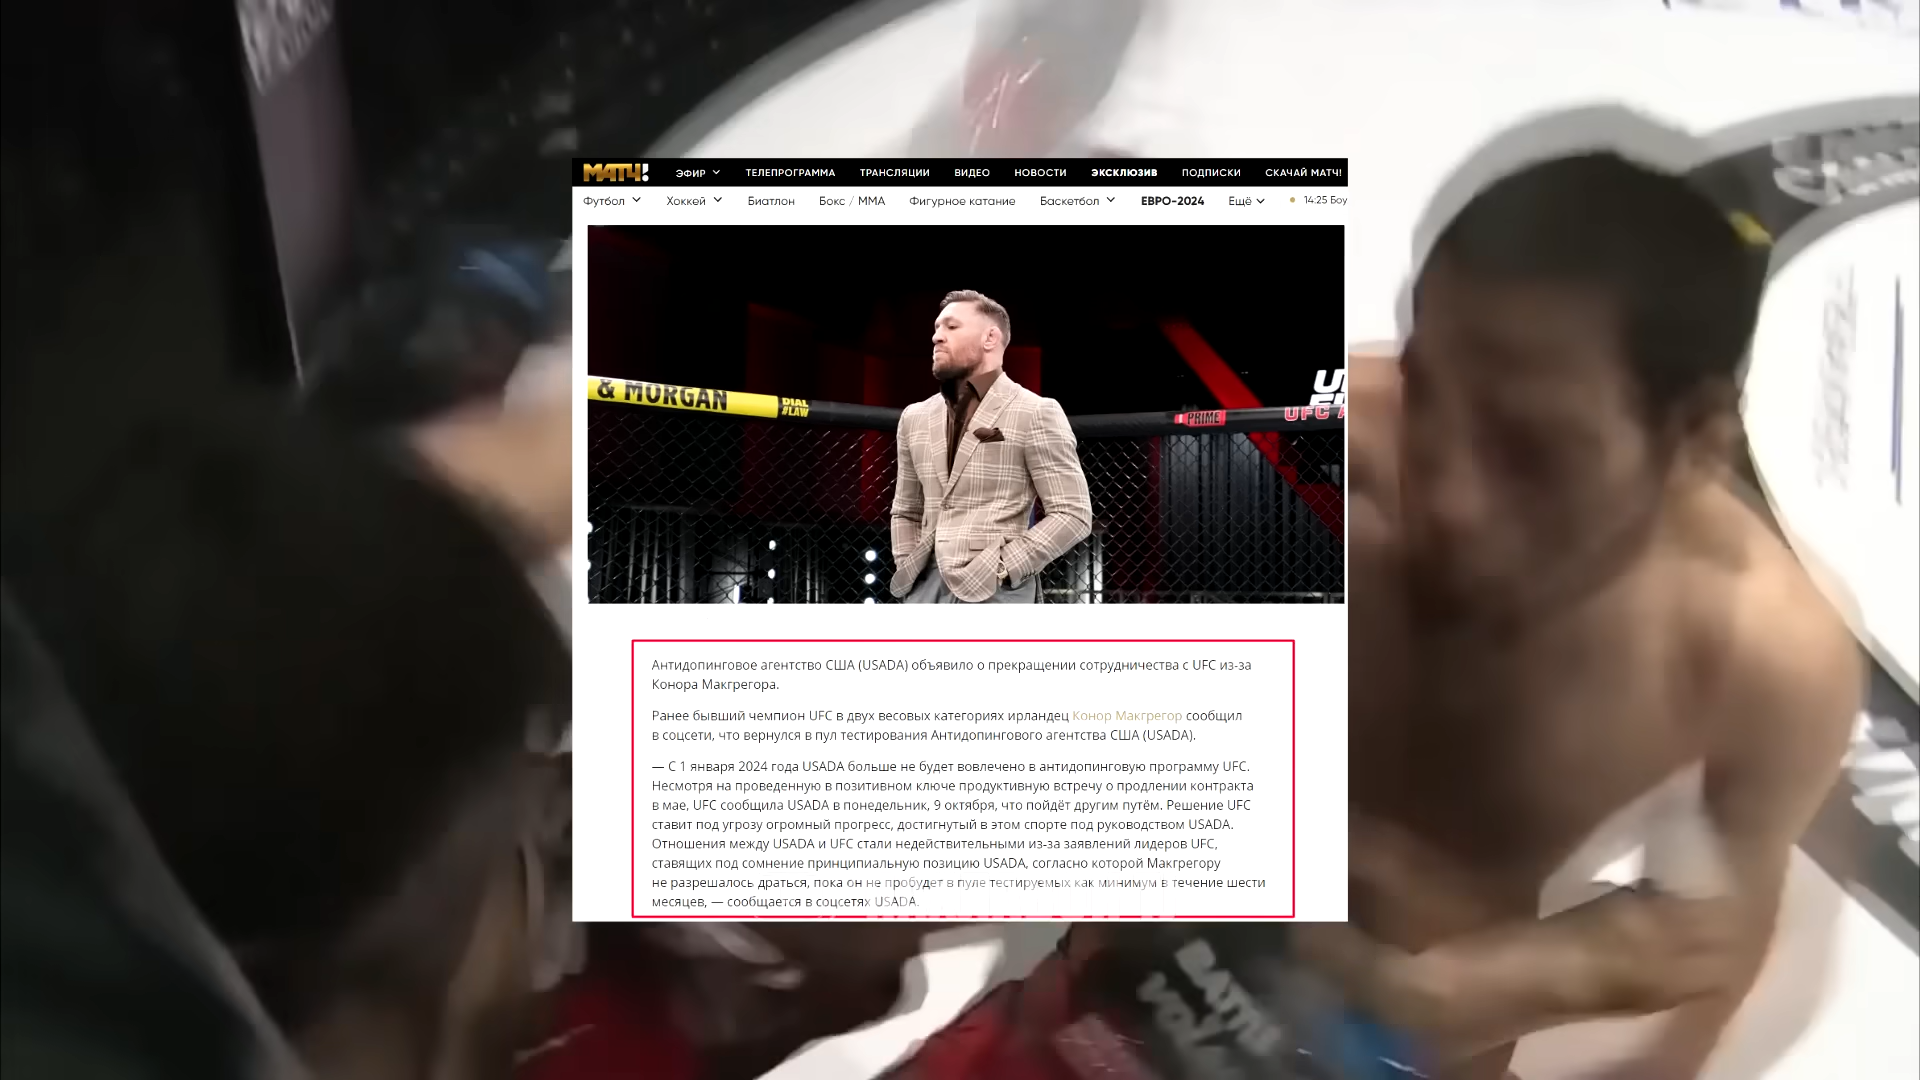 МАТЧ! ЭФИР ТЕЛЕПРОГРАММА ТРАНСЛЯЦИИ ВИДЕО НОВОСТИ ЭКСКЛЮЗИВ ПОДПИСКИ СКАЧАЙ МАТЧ!
Футбол Хоккей Биатлон Бокс / ММА Фигурное катание Баскетбол ЕВРО-2024 Ещё 14:25 Боу
& MORGAN
DIAL
#LAW
PRIME
UFC
Антидопинговое агентство США (USADA) объявило о прекращении сотрудничества с UFC из-за
Конора Макгрегора.
Ранее бывший чемпион UFC в двух весовых категориях ирландец Конор Макгрегор сообщил
в соцсети, что вернулся в пул тестирования Антидопингового агентства США (USADA).
— С 1 января 2024 года USADA больше не будет вовлечено в антидопинговую программу UFC.
Несмотря на проведенную в позитивном ключе продуктивную встречу о продлении контракта
в мае, UFC сообщила USADA в понедельник, 9 октября, что пойдёт другим путём. Решение UFC
ставит под угрозу огромный прогресс, достигнутый в этом спорте под руководством USADA.
Отношения между USADA и UFC стали недействительными из-за заявлений лидеров UFC,
ставящих под сомнение принципиальную позицию USADA, согласно которой Макгрегору
не разрешалось драться, пока он не пробудет в пуле тестируемых как минимум в течение шести
месяцев, — сообщается в соцсетях USADA.